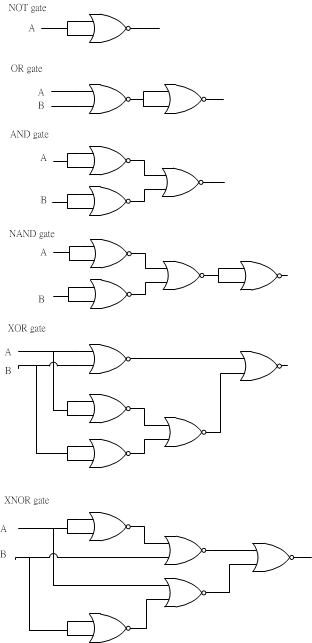 NOT gate
A
OR gate
A
B
AND gate
A
B
NAND gate
A
B
XOR gate
A
B
XNOR gate
A
B